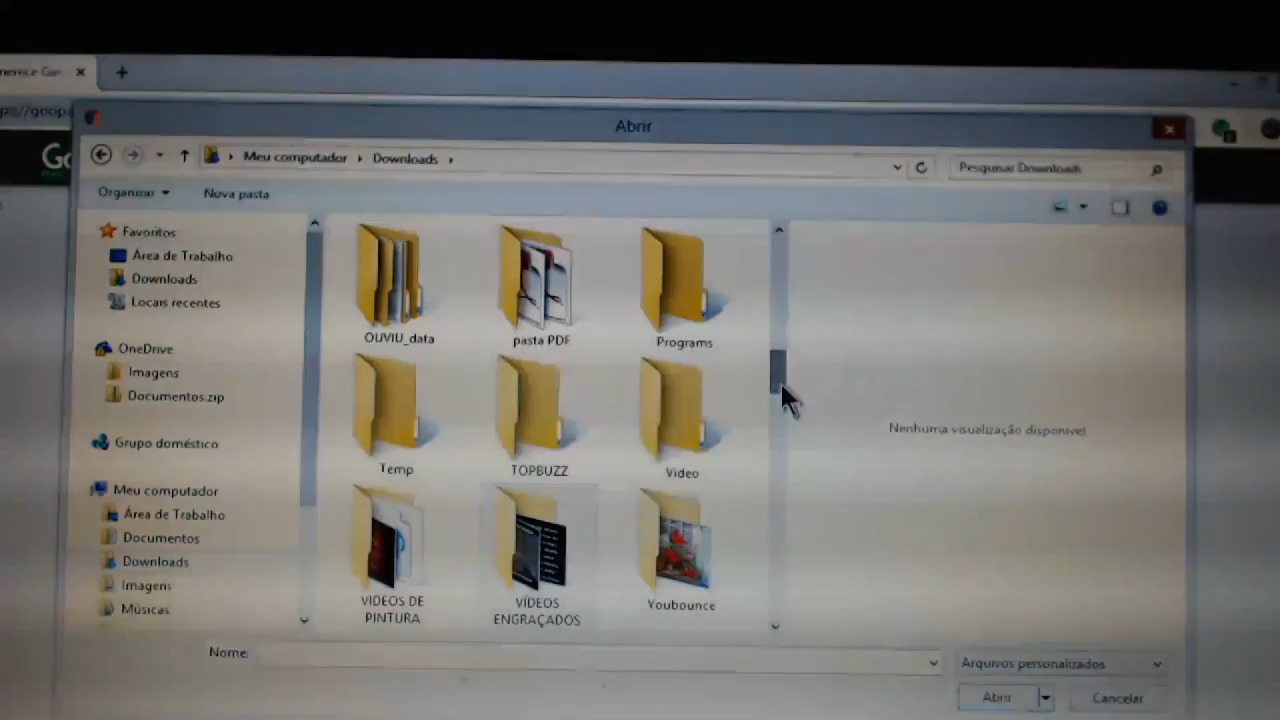 Abrir
Meu computador
Downloads
Pesquisar Downloads
Organizar
Nova pasta
Favoritos
Área de Trabalho
Downloads
Locais recentes
OneDrive
Imagens
Documentos.zip
Grupo doméstico
Meu computador
Área de Trabalho
Documentos
Downloads
Imagens
Músicas
OUVIU_data
pasta PDF
Programs
Temp
TOPBUZZ
Video
VIDEOS DE
PINTURA
VIDEOS
ENGRAÇADOS
Youbounce
Nenhuma visualização disponível.
Nome:
Arquivos personalizados
Abrir
Cancelar